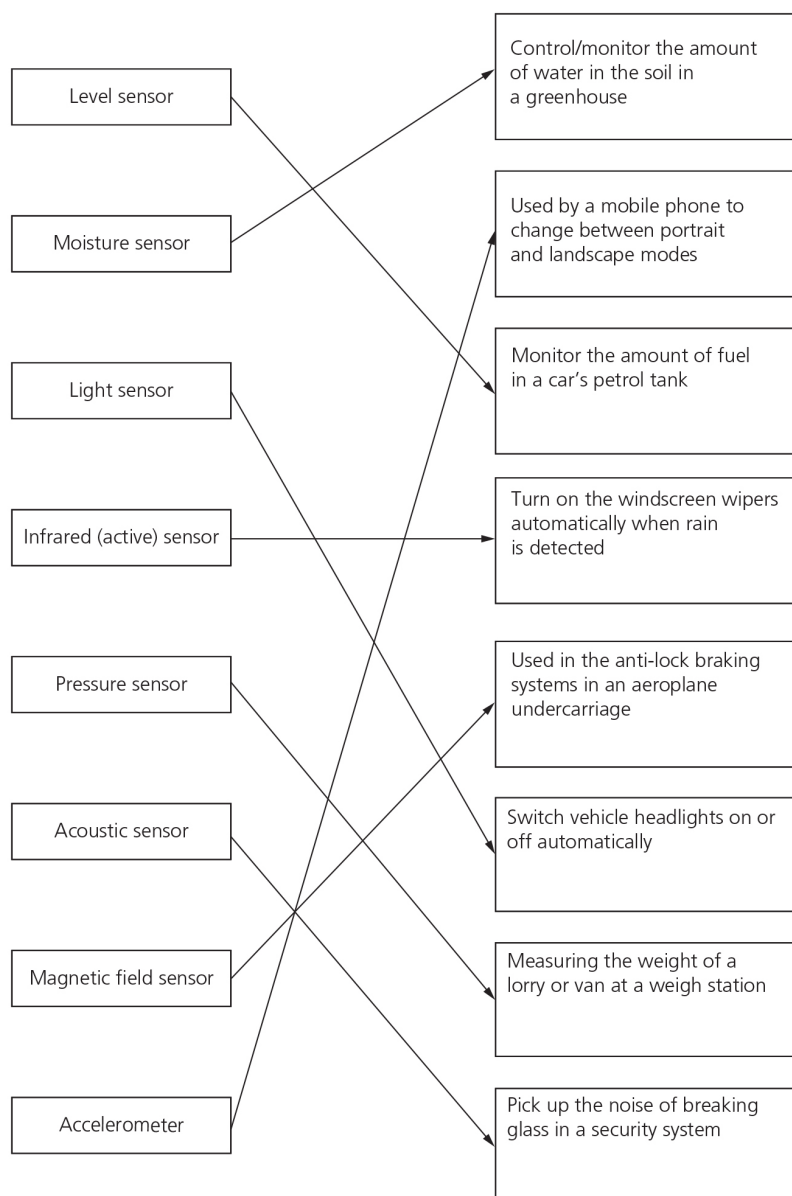 Level sensor
Moisture sensor
Light sensor
Infrared (active) sensor
Pressure sensor
Acoustic sensor
Magnetic field sensor
Accelerometer
Control/monitor the amount
of water in the soil in
a greenhouse
Used by a mobile phone to
change between portrait
and landscape modes
Monitor the amount of fuel
in a car’s petrol tank
Turn on the windscreen wipers
automatically when rain
is detected
Used in the anti-lock braking
systems in an aeroplane
undercarriage
Switch vehicle headlights on or
off automatically
Measuring the weight of a
lorry or van at a weigh station
Pick up the noise of breaking
glass in a security system